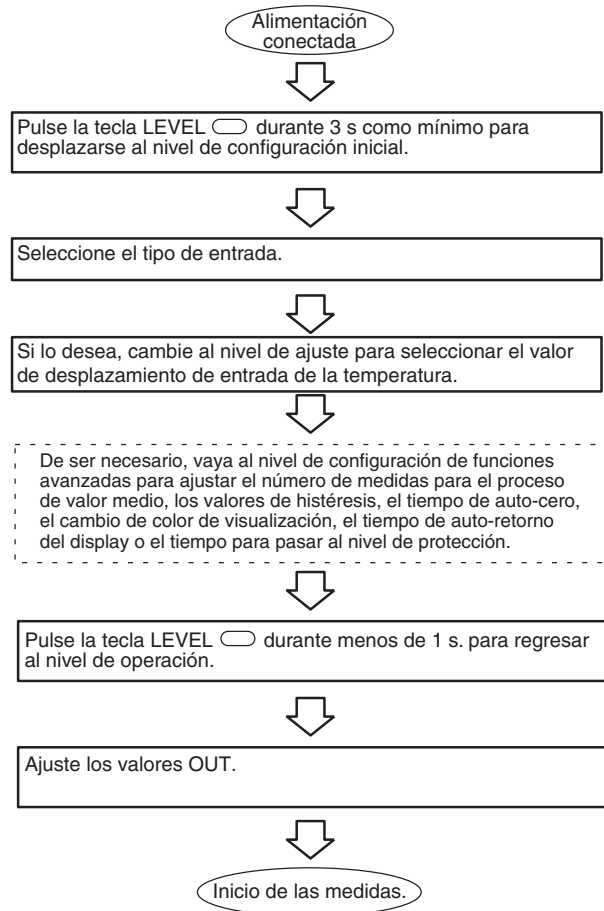 Alimentación
conectada
Pulse la tecla LEVEL durante 3 s como mínimo para
desplazarse al nivel de configuración inicial.
Seleccione el tipo de entrada.
Si lo desea, cambie al nivel de ajuste para seleccionar el valor
de desplazamiento de entrada de la temperatura.
De ser necesario, vaya al nivel de configuración de funciones
avanzadas para ajustar el número de medidas para el proceso
de valor medio, los valores de histéresis, el tiempo de auto-cero,
el cambio de color de visualización, el tiempo de auto-retorno
del display o el tiempo para pasar al nivel de protección.
Pulse la tecla LEVEL durante menos de 1 s. para regresar
al nivel de operación.
Ajuste los valores OUT.
Inicio de las medidas.